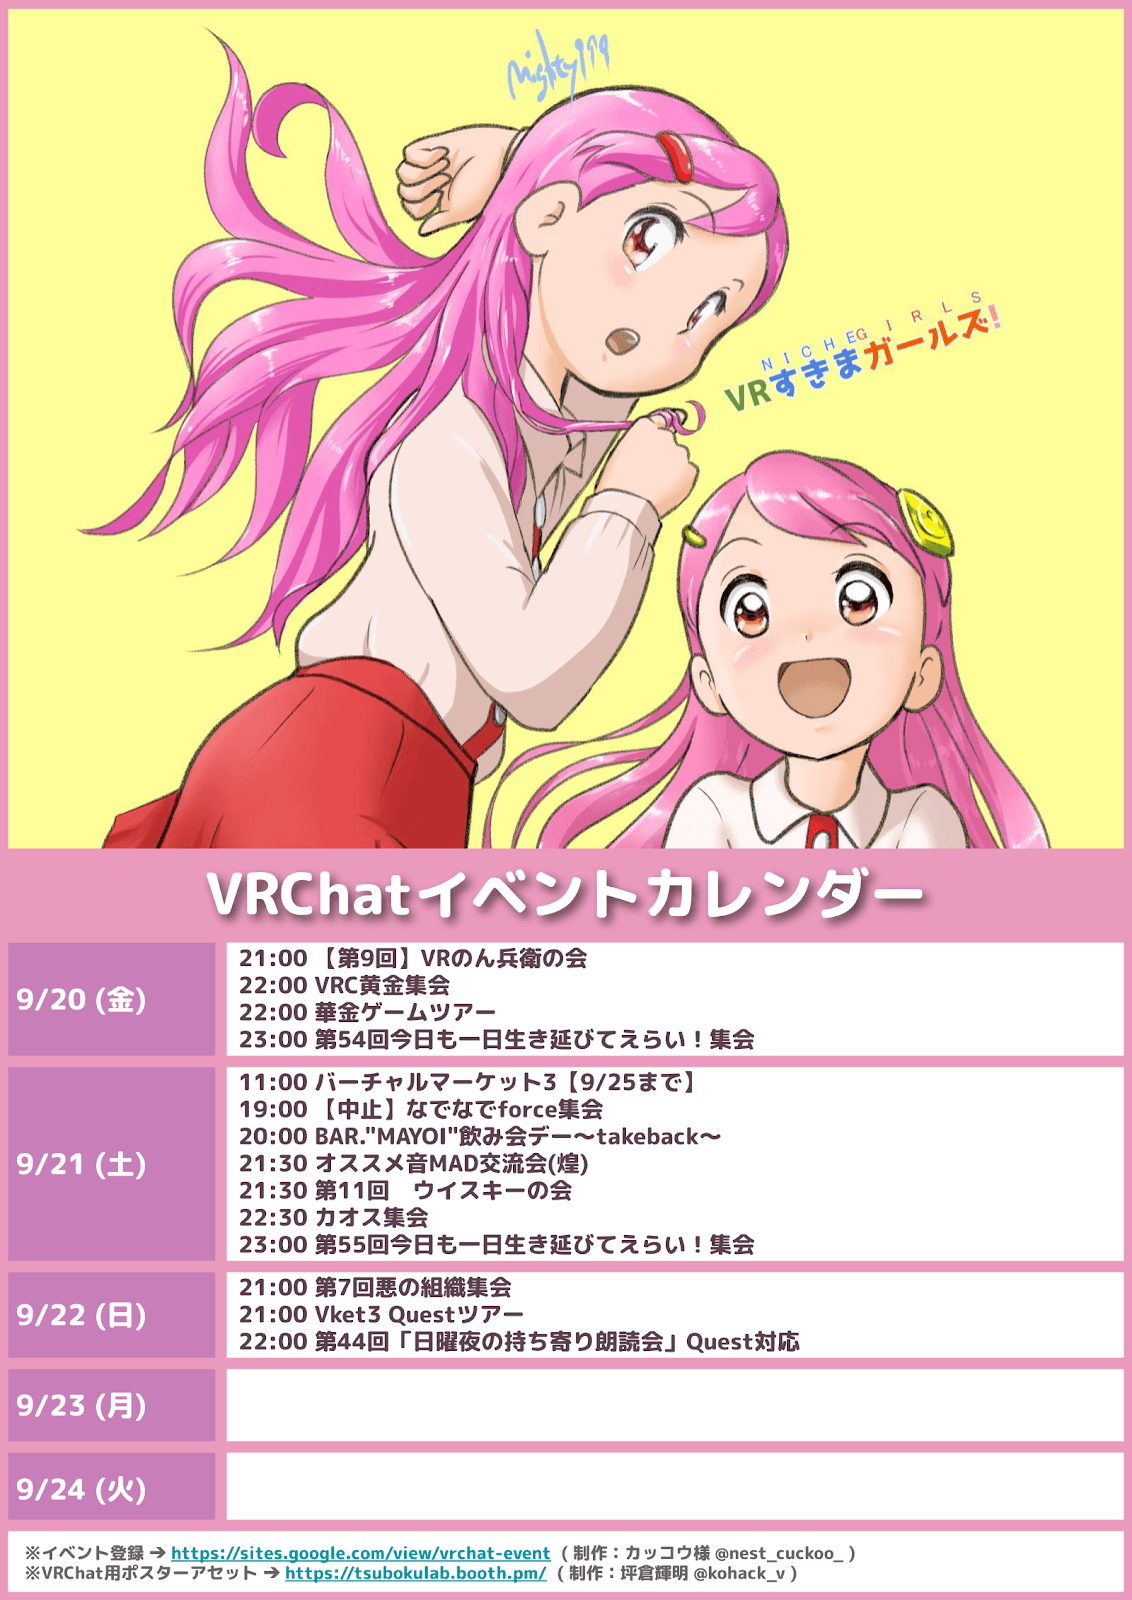 mighty999
NICHE GIRLS
VRすきまガールズ!
VRChatイベントカレンダー
9/20 (金)
21:00 【第9回】VRのん兵衛の会
22:00 VRC黄金集会
22:00 華金ゲームツアー
23:00 第54回今日も一日生き延びてえらい!集会
9/21 (土)
11:00 バーチャルマーケット3【9/25まで】
19:00 【中止】なでなでforce集会
20:00 BAR."MAYOI"飲み会デー〜takeback〜
21:30 オススメ音MAD交流会(煌)
21:30 第11回　ウイスキーの会
22:30 カオス集会
23:00 第55回今日も一日生き延びてえらい!集会
9/22 (日)
21:00 第7回悪の組織集会
21:00 Vket3 Questツアー
22:00 第44回「日曜夜の持ち寄り朗読会」Quest対応
9/23 (月)
9/24 (火)
※イベント登録 ➔ https://sites.google.com/view/vrchat-event ( 制作：カッコウ様 @nest_cuckoo_ )
※VRChat用ポスターアセット ➔ https://tsubokulab.booth.pm/ ( 制作：坪倉輝明 @kohack_v )